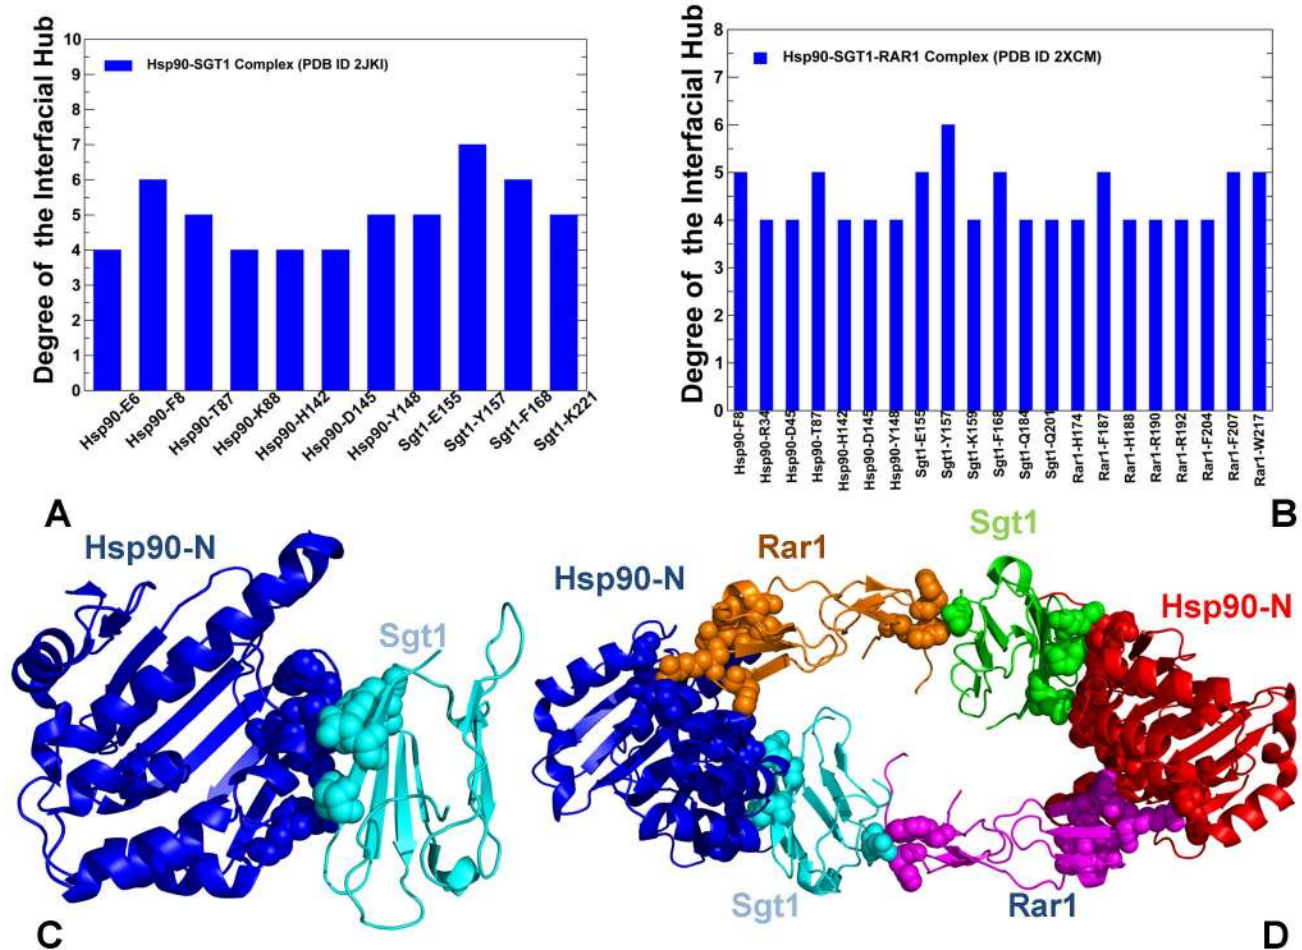 Degree of the Interfacial Hub
10
9
8
7
6
5
4
3
2
1
0
Hsp90-SGT1 Complex (PDB ID 2JKI)
Hsp90-E6
Hsp90-F8
Hsp90-T87
Hsp90-K88
Hsp90-H142
Hsp90-D145
Hsp90-Y148
Sgt1-E155
Sgt1-Y157
Sgt1-F168
Sgt1-K221
A
Degree of the Interfacial Hub
8
7
6
5
4
3
2
1
0
Hsp90-SGT1-RAR1 Complex (PDB ID 2XCM)
Hsp90-F8
Hsp90-R34
Hsp90-D45
Hsp90-T87
Hsp90-H142
Hsp90-D145
Hsp90-Y148
Sgt1-E155
Sgt1-Y157
Sgt1-K159
Sgt1-F168
Sgt1-Q184
Sgt1-Q201
Rar1-H174
Rar1-F187
Rar1-H188
Rar1-R190
Rar1-R192
Rar1-F204
Rar1-F207
Rar1-W217
B
Hsp90-N
Sgt1
C
Hsp90-N
Rar1
Sgt1
Hsp90-N
Sgt1
Rar1
D